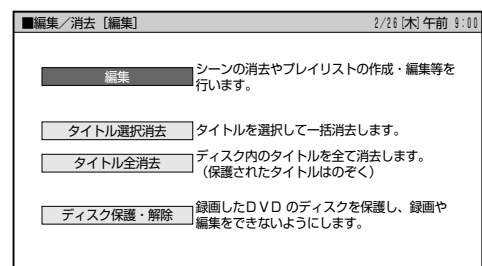 ■編集／消去［編集］ 2/26[木]午前 9:00
編集 シーンの消去やプレイリストの作成・編集等を
行います。
タイトル選択消去 タイトルを選択して一括消去します。
タイトル全消去 ディスク内のタイトルを全て消去します。
（保護されたタイトルはのぞく）
ディスク保護・解除 録画したＤＶＤ のディスクを保護し、録画や
編集をできないようにします。